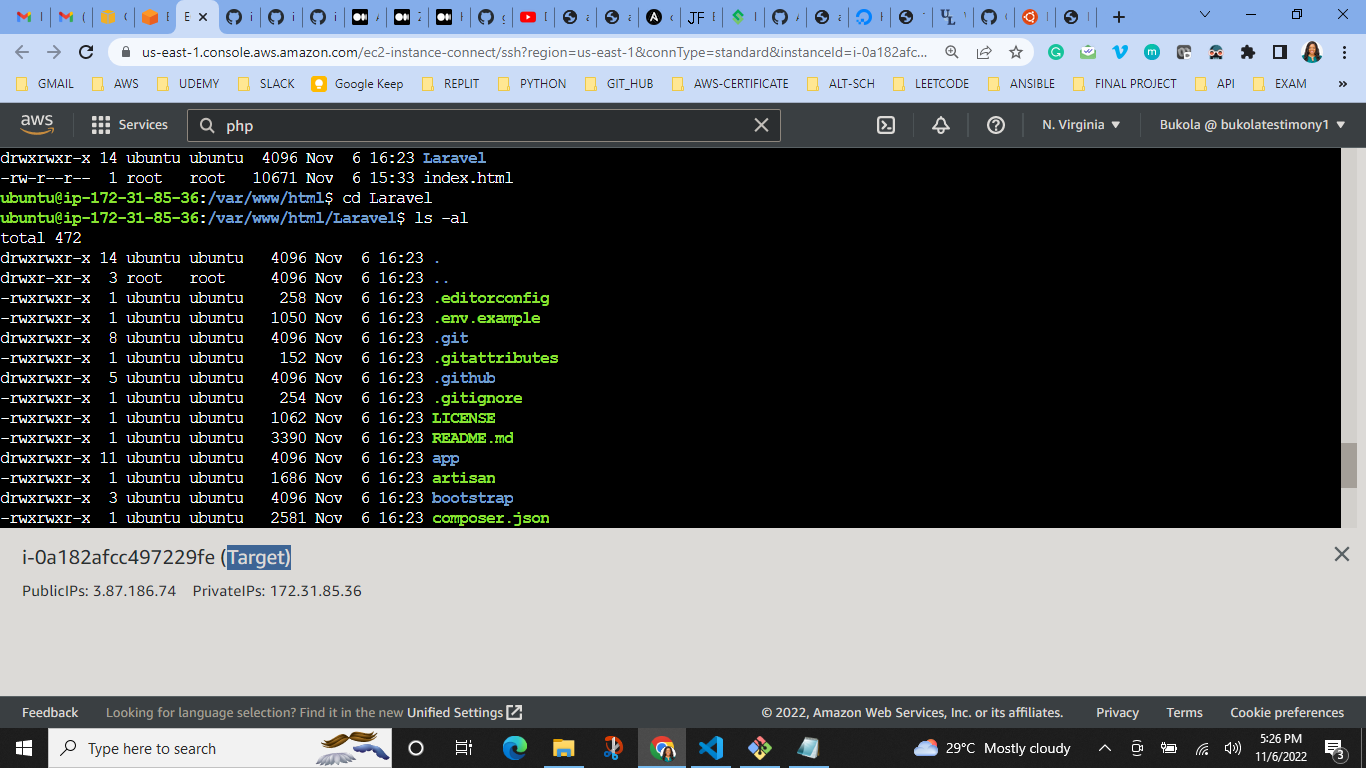 us-east-1.console.aws.amazon.com/ec2-instance-connect/ssh?region=us-east-1&connType=standard&instanceId=i-0a182afc...
GMAIL AWS UDEMY SLACK Google Keep REPLIT PYTHON GIT_HUB AWS-CERTIFICATE ALT-SCH LEETCODE ANSIBLE FINAL PROJECT API EXAM »
aws Services php N. Virginia Bukola @ bukolatestimony1
drwxrwxr-x 14 ubuntu ubuntu  4096 Nov  6 16:23 Laravel
-rw-r--r--  1 root   root   10671 Nov  6 15:33 index.html
ubuntu@ip-172-31-85-36:/var/www/html$ cd Laravel
ubuntu@ip-172-31-85-36:/var/www/html/Laravel$ ls -al
total 472
drwxrwxr-x 14 ubuntu ubuntu   4096 Nov  6 16:23 .
drwxr-xr-x  3 root   root     4096 Nov  6 16:23 ..
-rwxrwxr-x  1 ubuntu ubuntu    258 Nov  6 16:23 .editorconfig
-rwxrwxr-x  1 ubuntu ubuntu   1050 Nov  6 16:23 .env.example
drwxrwxr-x  8 ubuntu ubuntu   4096 Nov  6 16:23 .git
-rwxrwxr-x  1 ubuntu ubuntu    152 Nov  6 16:23 .gitattributes
drwxrwxr-x  5 ubuntu ubuntu   4096 Nov  6 16:23 .github
-rwxrwxr-x  1 ubuntu ubuntu    254 Nov  6 16:23 .gitignore
-rwxrwxr-x  1 ubuntu ubuntu   1062 Nov  6 16:23 LICENSE
-rwxrwxr-x  1 ubuntu ubuntu   3390 Nov  6 16:23 README.md
drwxrwxr-x 11 ubuntu ubuntu   4096 Nov  6 16:23 app
-rwxrwxr-x  1 ubuntu ubuntu   1686 Nov  6 16:23 artisan
drwxrwxr-x  3 ubuntu ubuntu   4096 Nov  6 16:23 bootstrap
-rwxrwxr-x  1 ubuntu ubuntu   2581 Nov  6 16:23 composer.json
i-0a182afcc497229fe (Target)
PublicIPs: 3.87.186.74 PrivateIPs: 172.31.85.36
Feedback Looking for language selection? Find it in the new Unified Settings © 2022, Amazon Web Services, Inc. or its affiliates. Privacy Terms Cookie preferences
Type here to search 29°C Mostly cloudy 5:26 PM
11/6/2022 3